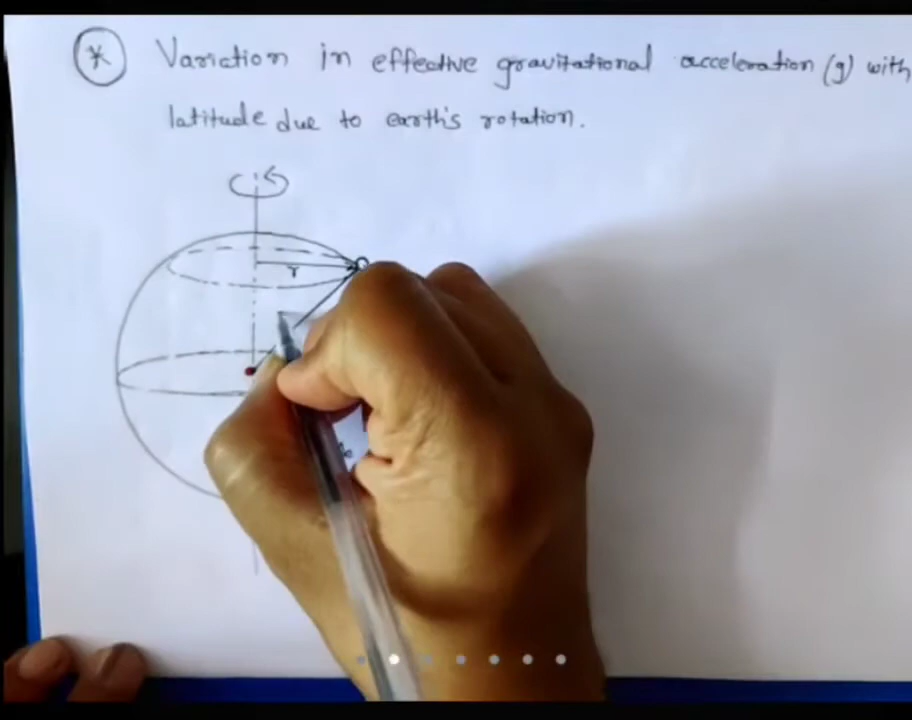 * Variation in effective gravitational acceleration (g) with
latitude due to earth's rotation.
r